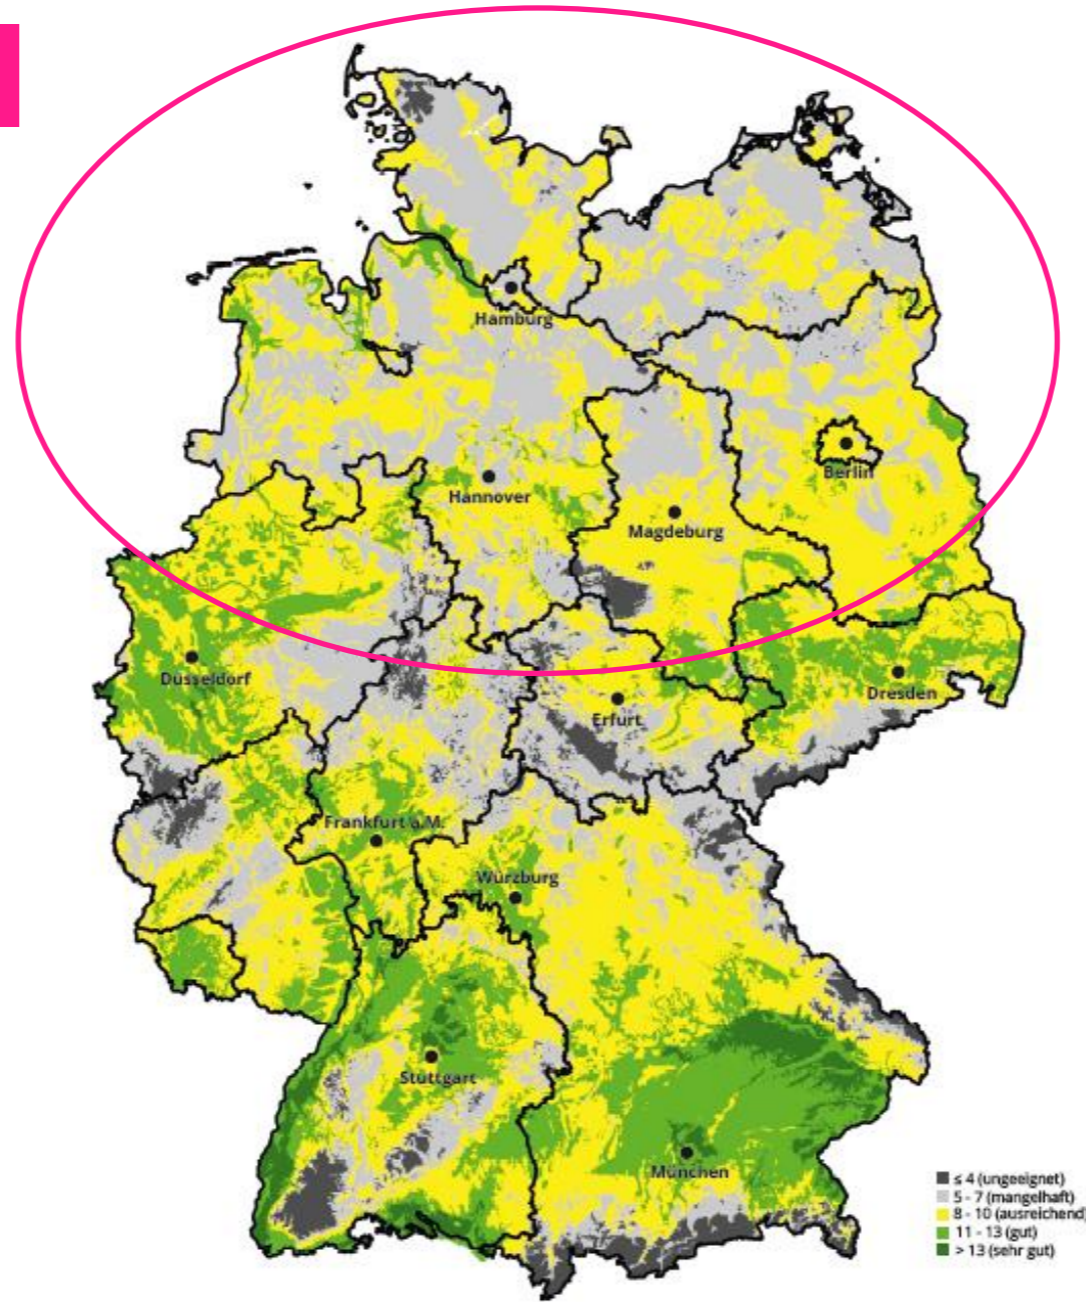 Hamburg
Berlin
Hannover
Magdeburg
Düsseldorf
Dresden
Erfurt
Frankfurt a.M.
Würzburg
Stuttgart
München
≤ 4 (ungeeignet)
5 - 7 (mangelhaft)
8 - 10 (ausreichend)
11 - 13 (gut)
> 13 (sehr gut)